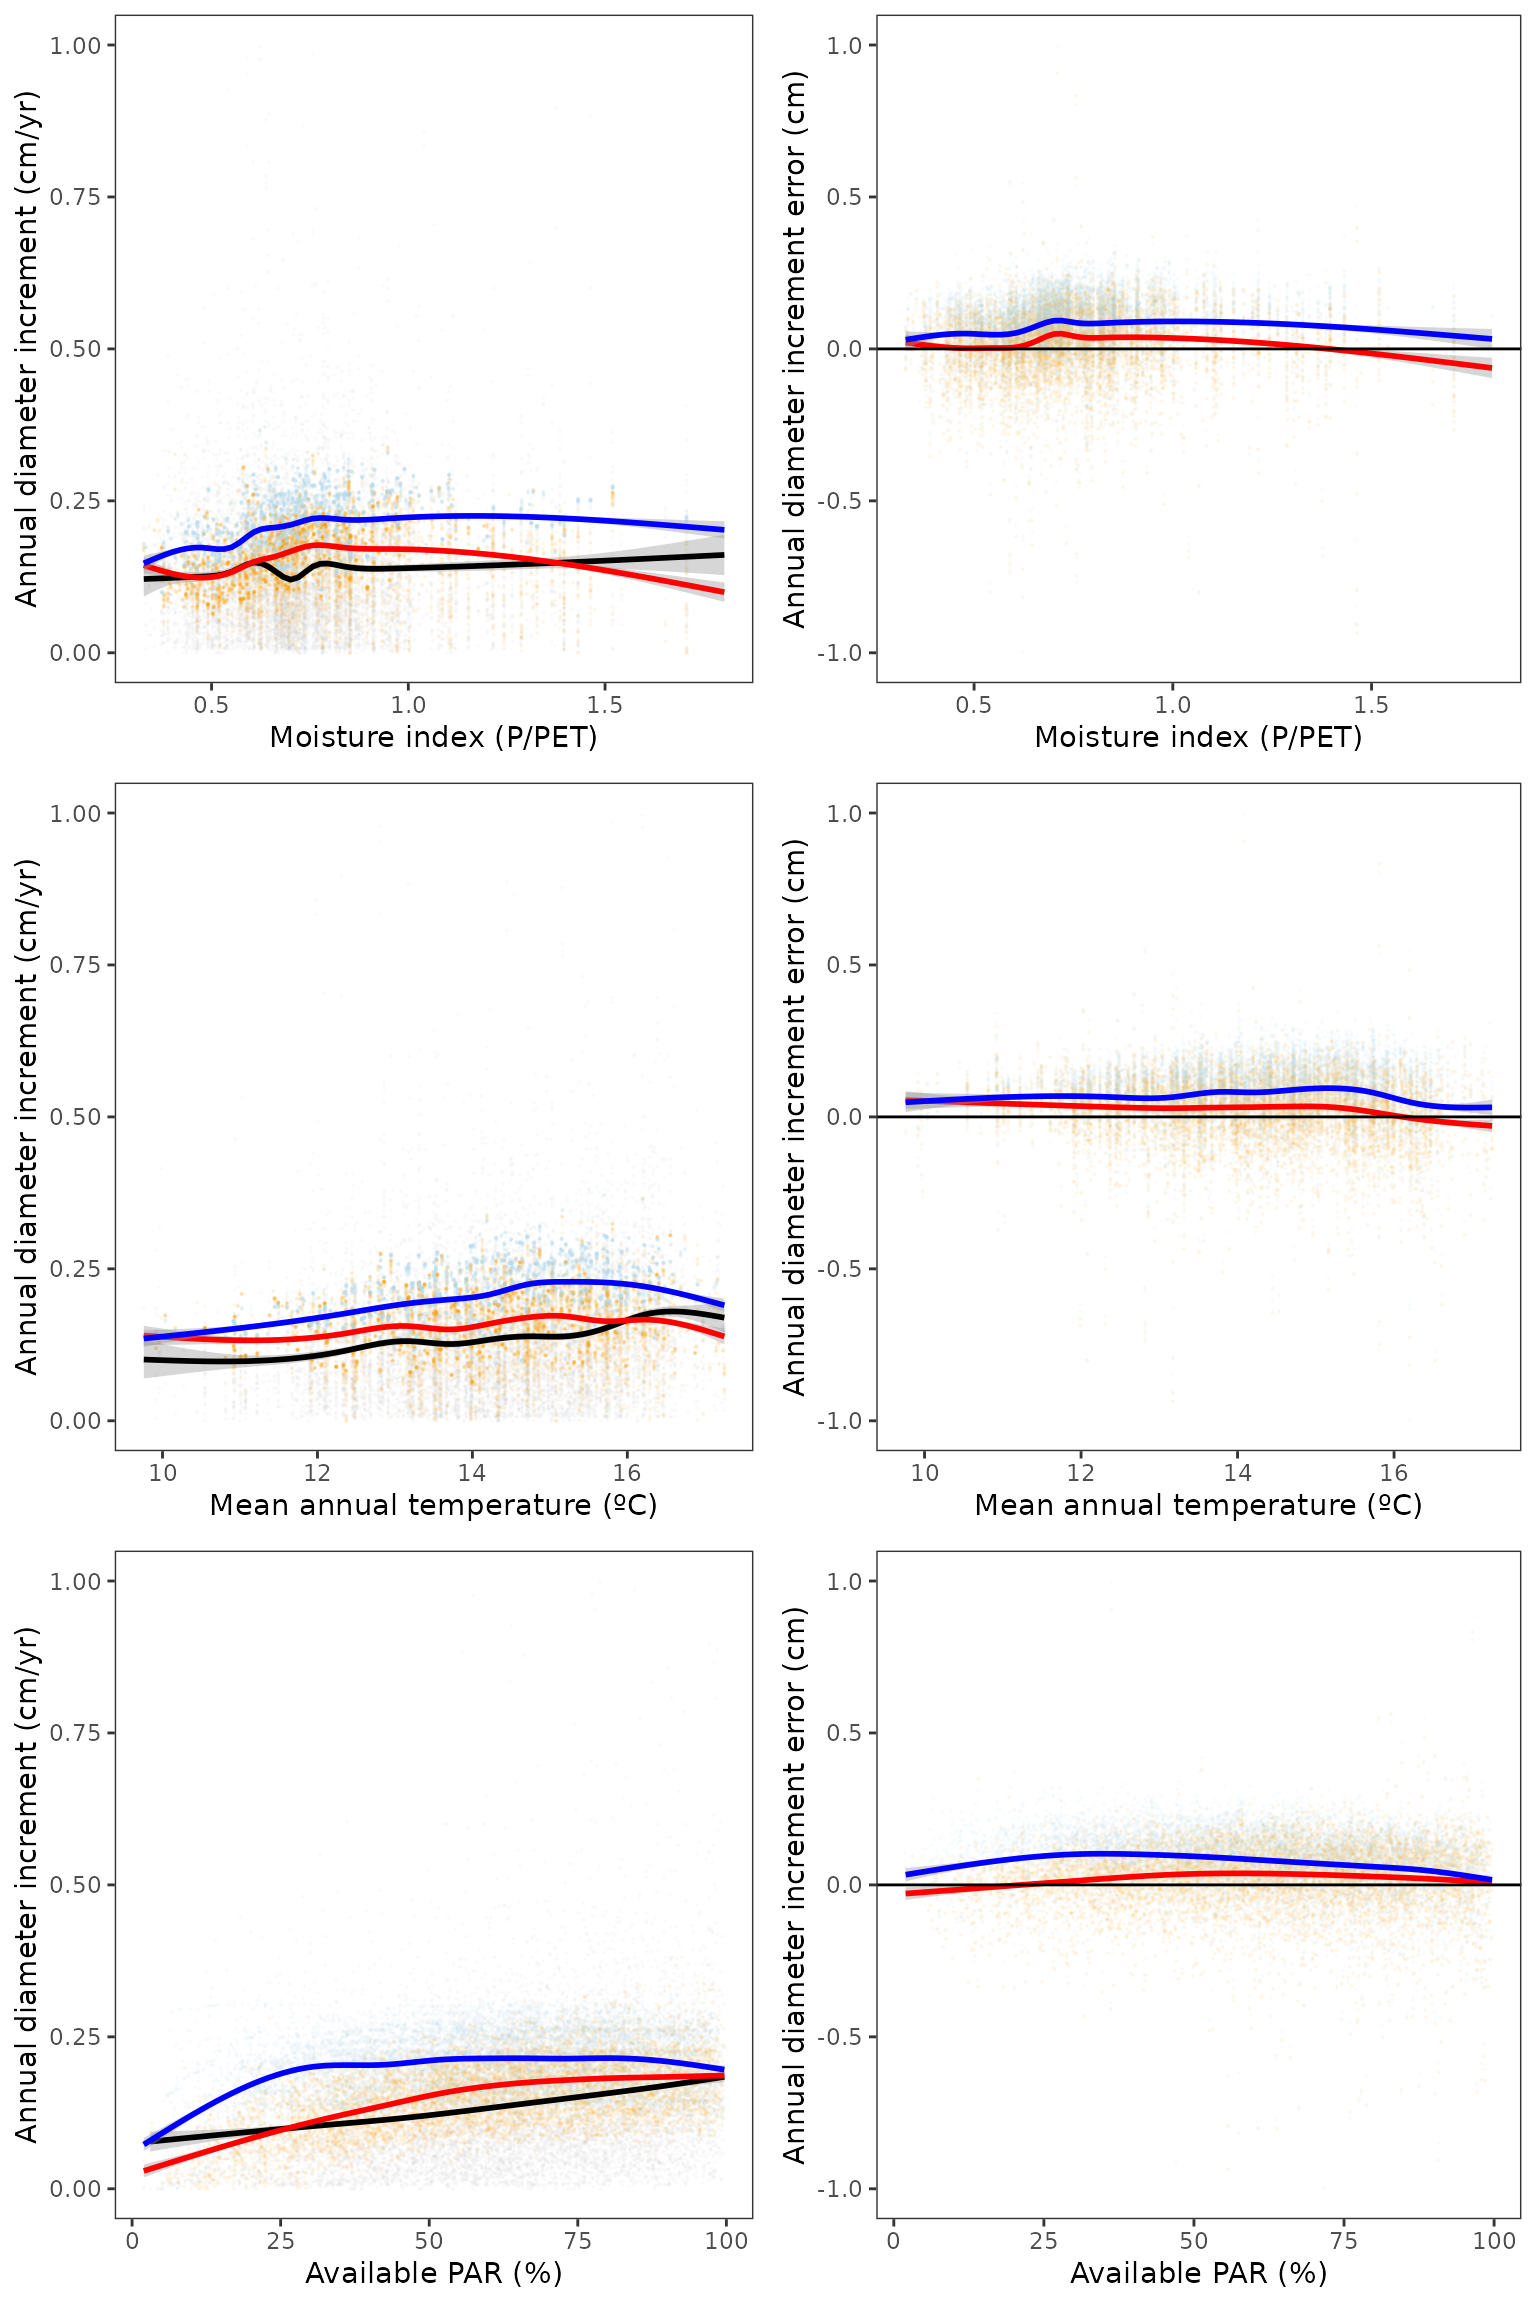 Annual diameter increment (cm/yr)
1.00
0.75
0.50
0.25
0.00
0.5 1.0 1.5
Moisture index (P/PET)
Annual diameter increment error (cm)
1.0
0.5
0.0
-0.5
-1.0
0.5 1.0 1.5
Moisture index (P/PET)
Annual diameter increment (cm/yr)
1.00
0.75
0.50
0.25
0.00
10 12 14 16
Mean annual temperature (ºC)
Annual diameter increment error (cm)
1.0
0.5
0.0
-0.5
-1.0
10 12 14 16
Mean annual temperature (ºC)
Annual diameter increment (cm/yr)
1.00
0.75
0.50
0.25
0.00
0 25 50 75 100
Available PAR (%)
Annual diameter increment error (cm)
1.0
0.5
0.0
-0.5
-1.0
0 25 50 75 100
Available PAR (%)